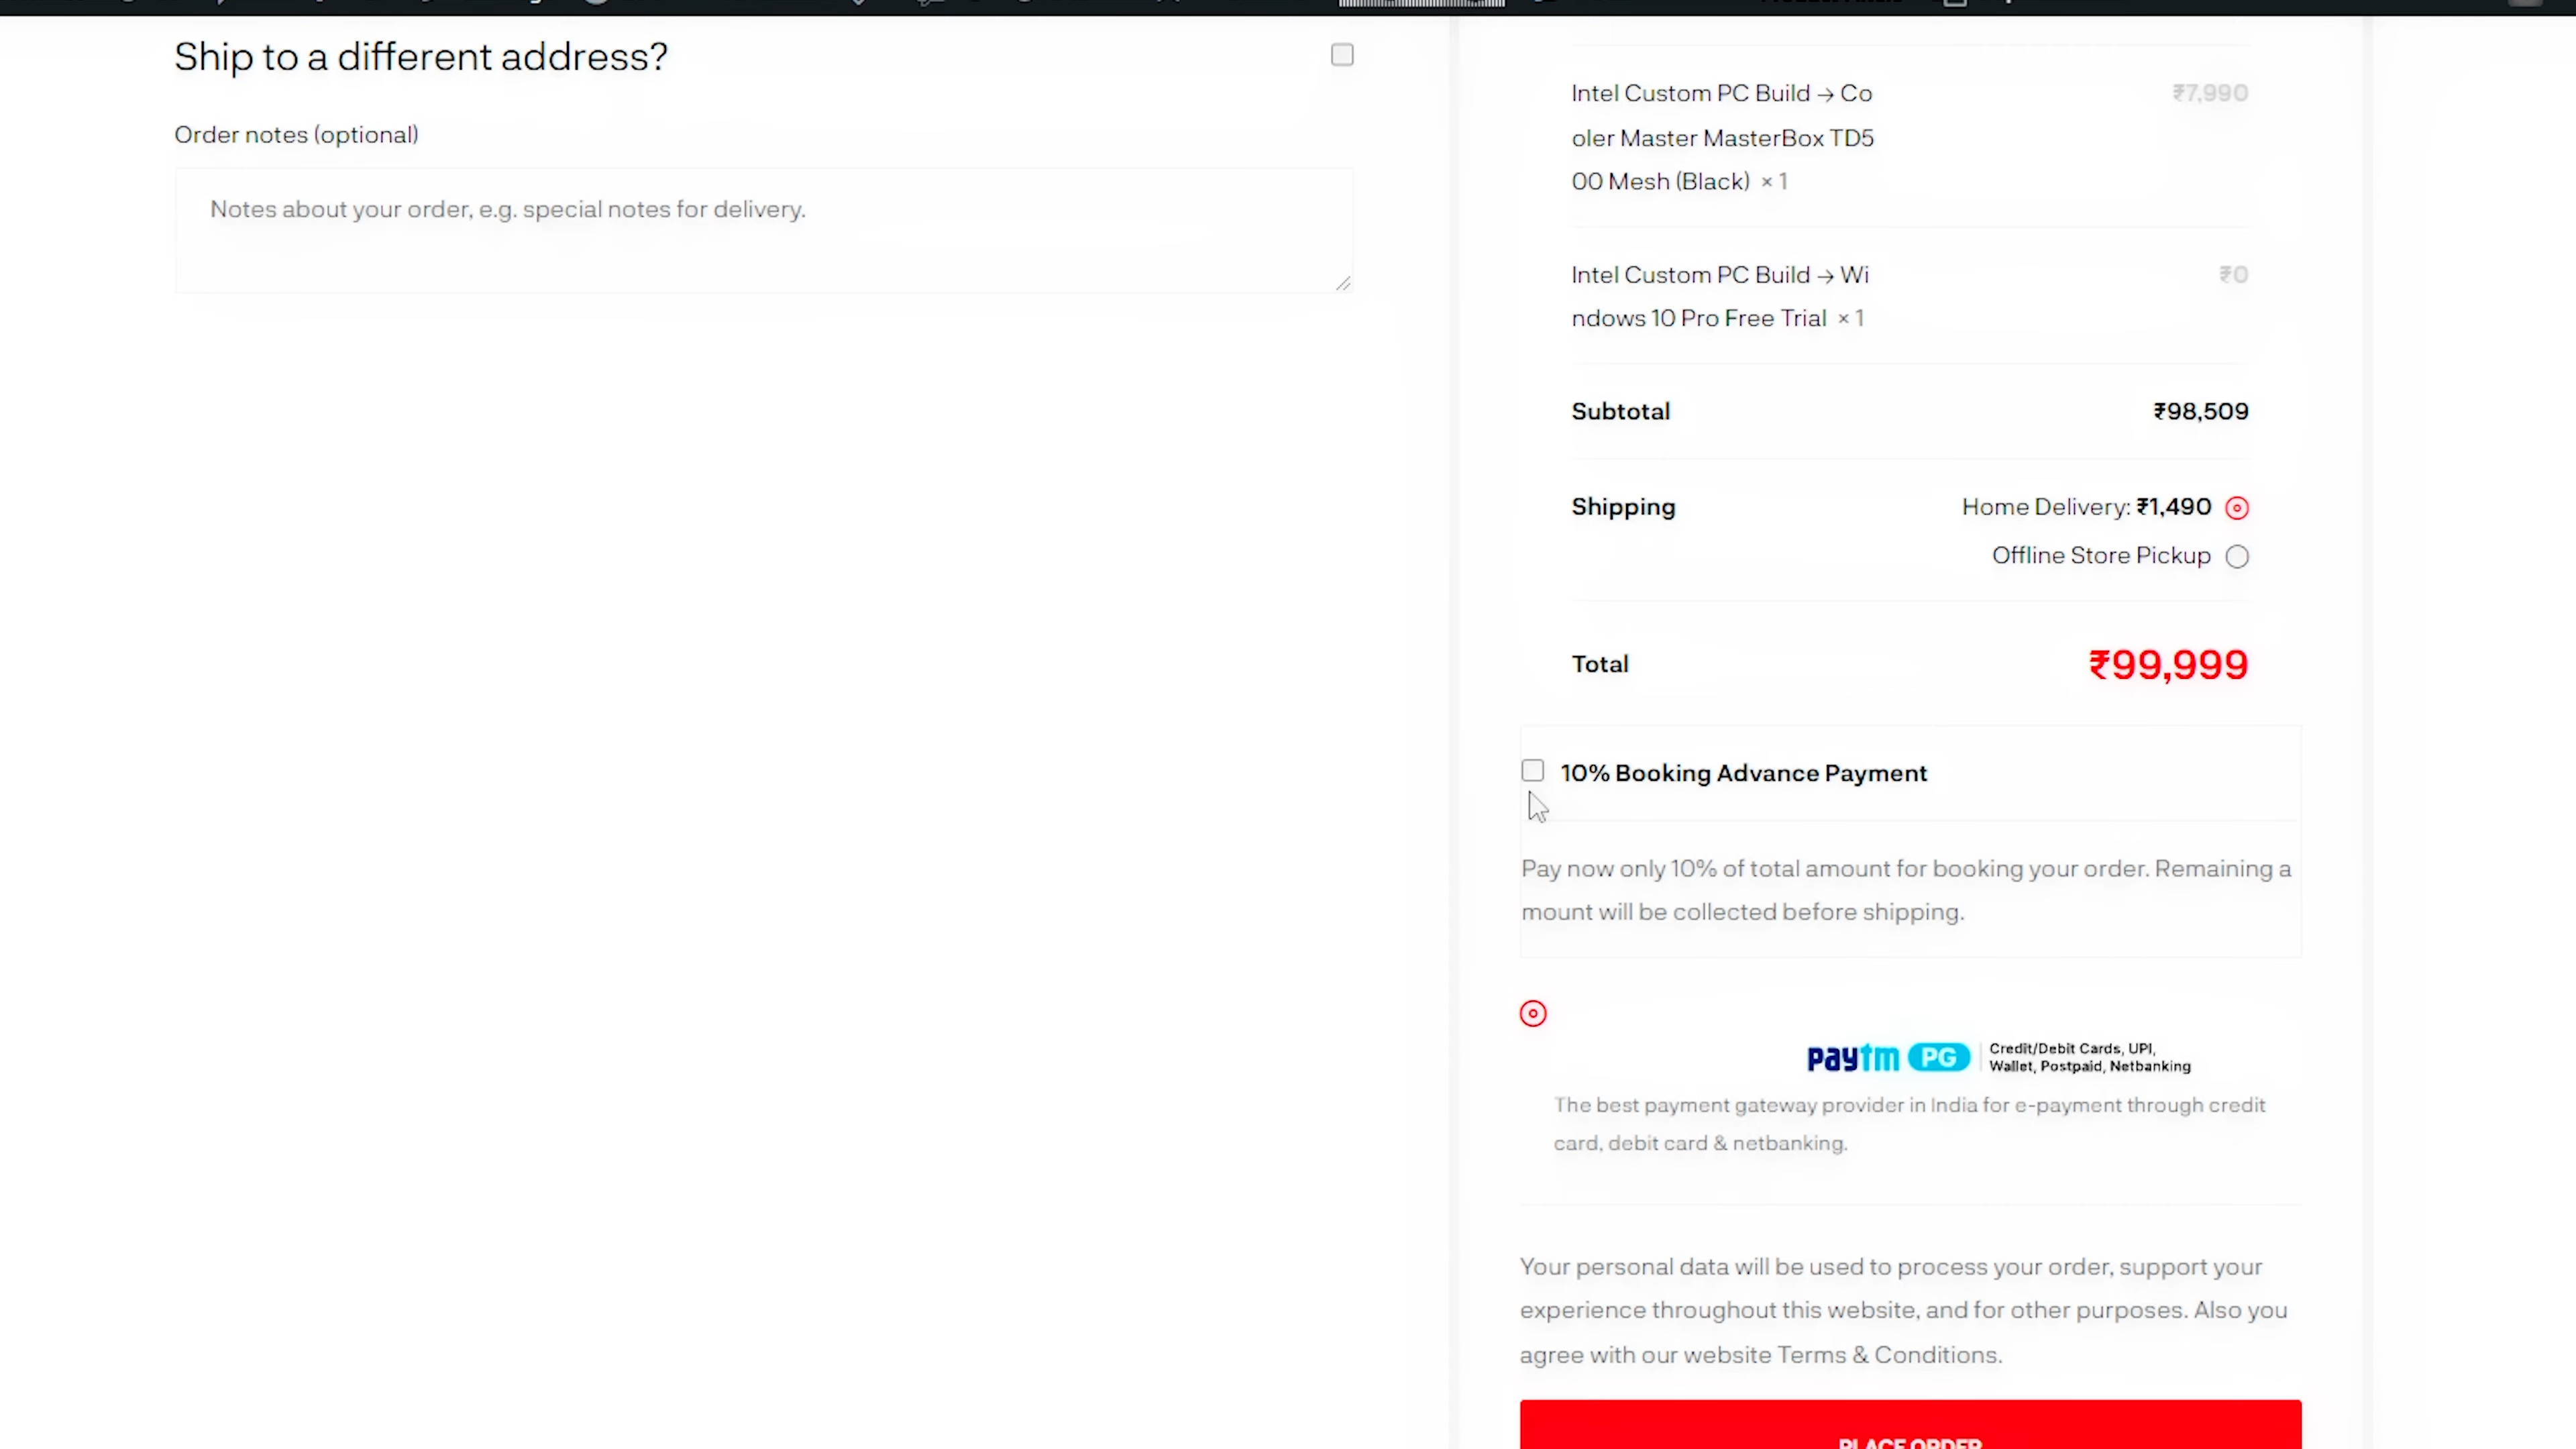 Ship to a different address?
Order notes (optional)
Notes about your order, e.g. special notes for delivery.
Intel Custom PC Build → Co
oler Master MasterBox TD5
00 Mesh (Black) × 1
₹7,990
Intel Custom PC Build → Wi
ndows 10 Pro Free Trial × 1
₹0
Subtotal ₹98,509
Shipping Home Delivery: ₹1,490
Offline Store Pickup
Total ₹99,999
10% Booking Advance Payment
Pay now only 10% of total amount for booking your order. Remaining a
mount will be collected before shipping.
paytm PG
Credit/Debit Cards, UPI,
Wallet, Postpaid, Netbanking
The best payment gateway provider in India for e-payment through credit
card, debit card & netbanking.
Your personal data will be used to process your order, support your
experience throughout this website, and for other purposes. Also you
agree with our website Terms & Conditions.
PLACE ORDER